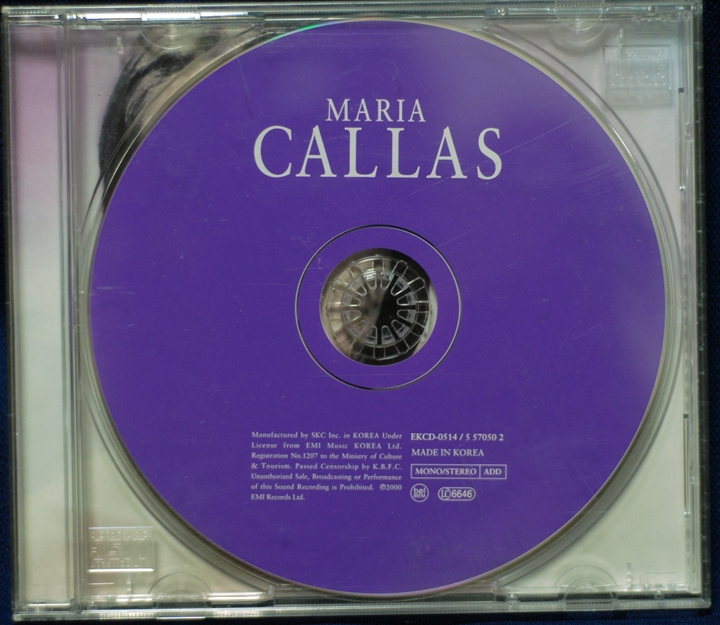 MARIA
CALLAS
Manufactured by SKC Inc. in KOREA Under
License from EMI Music KOREA Ltd.
Registration No.1207 to the Ministry of Culture
& Tourism. Passed Censorship by K.B.F.C.
Unauthorized Sale, Broadcasting or Performance
of this Sound Recording is Prohibited. ℗2000
EMI Records Ltd.
EKCD-0514 / 5 57050 2
MADE IN KOREA
MONO/STEREO ADD
bel LC 6646